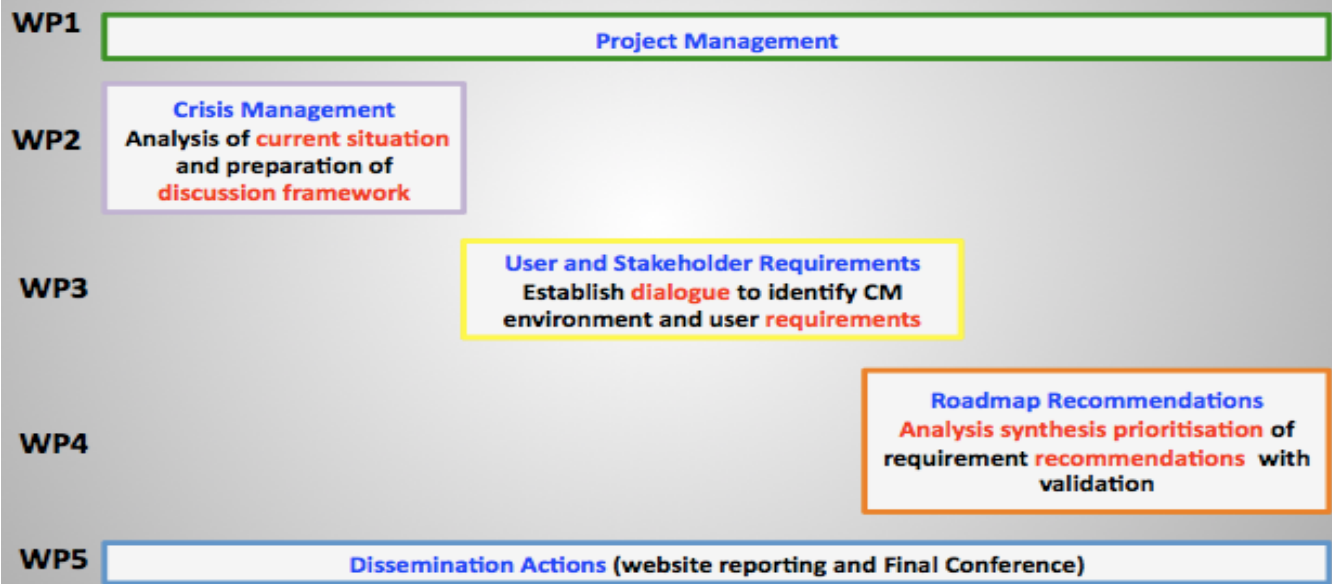 WP1
Project Management
Crisis Management
WP2
Analysis of current situation
and preparation of
discussion framework
User and Stakeholder Requirements
WP3
Establish dialogue to identify CM
environment and user requirements
Roadmap Recommendations
Analysis synthesis prioritisation of
WP4
requirement recommendations with
validation
WP5
Dissemination Actions (website reporting and Final Conference)